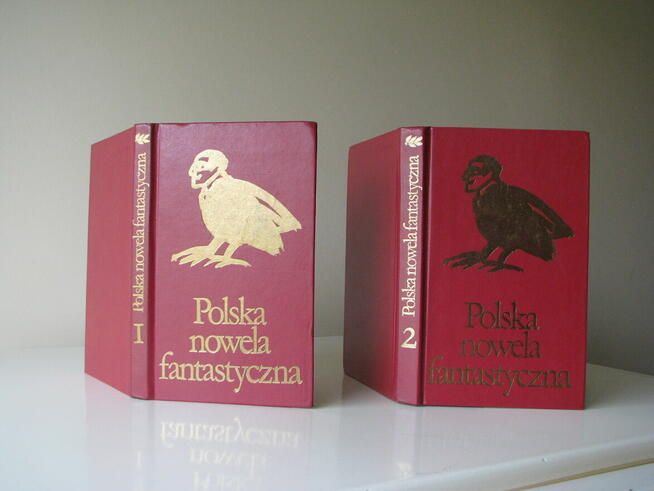 Polska nowela fantastyczna
I
Polska
nowela
fantastyczna
Polska nowela fantastyczna
2
Polska
nowela
fantastyczna